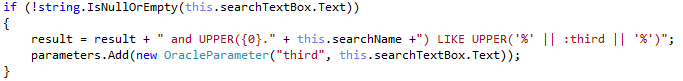 if (!string.IsNullOrEmpty(this.searchTextBox.Text))
{
result = result + " and UPPER({0}." + this.searchName +") LIKE UPPER('%' || :third || '%')";
parameters.Add(new OracleParameter("third", this.searchTextBox.Text));
}